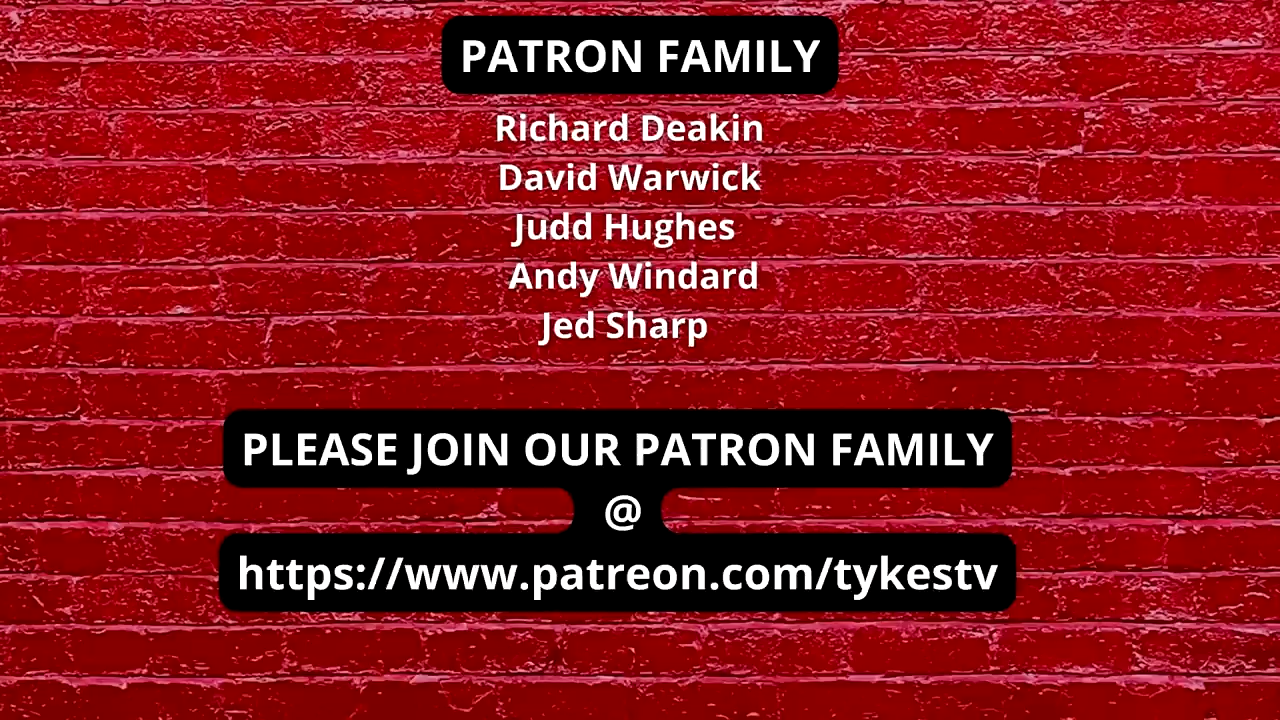 PATRON FAMILY
Richard Deakin
David Warwick
Judd Hughes
Andy Windard
Jed Sharp
PLEASE JOIN OUR PATRON FAMILY
@
https://www.patreon.com/tykestv